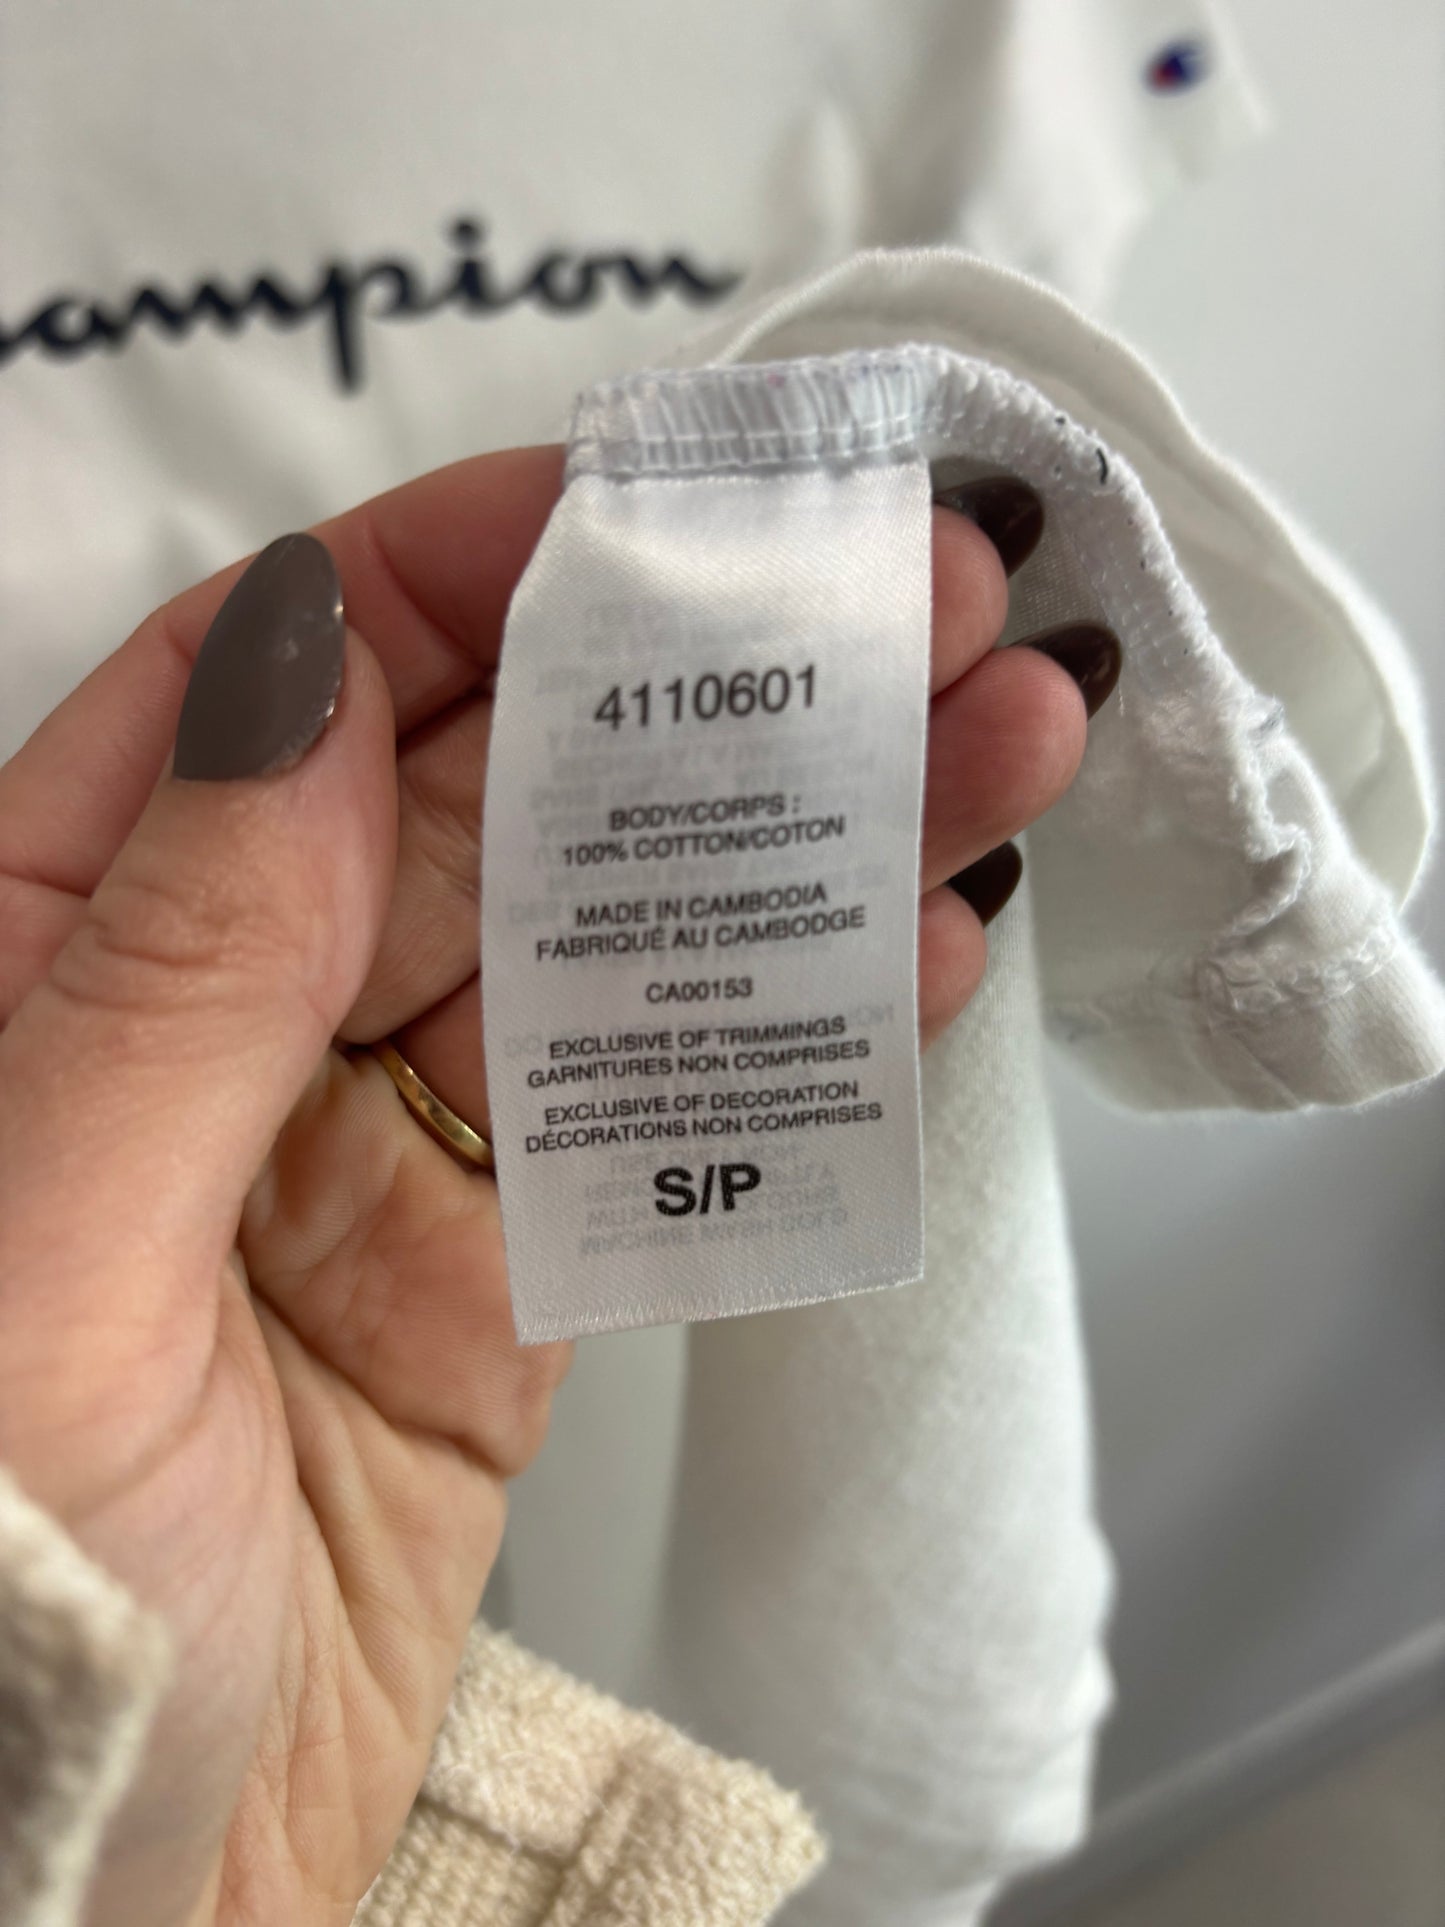 hampion
4110601
BODY/CORPS :
100% COTTON/COTON
MADE IN CAMBODIA
FABRIQUÉ AU CAMBODGE
CA00153
EXCLUSIVE OF TRIMMINGS
GARNITURES NON COMPRISES
EXCLUSIVE OF DECORATION
DÉCORATIONS NON COMPRISES
S/P